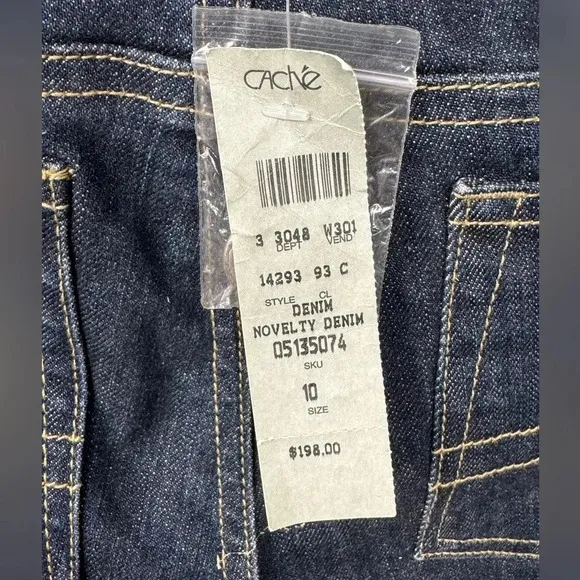 Caché
3 3048 W301
DEPT VEND
14293 93 C
STYLE CL
DENIM
NOVELTY DENIM
05135074
SKU
10
SIZE
$198.00